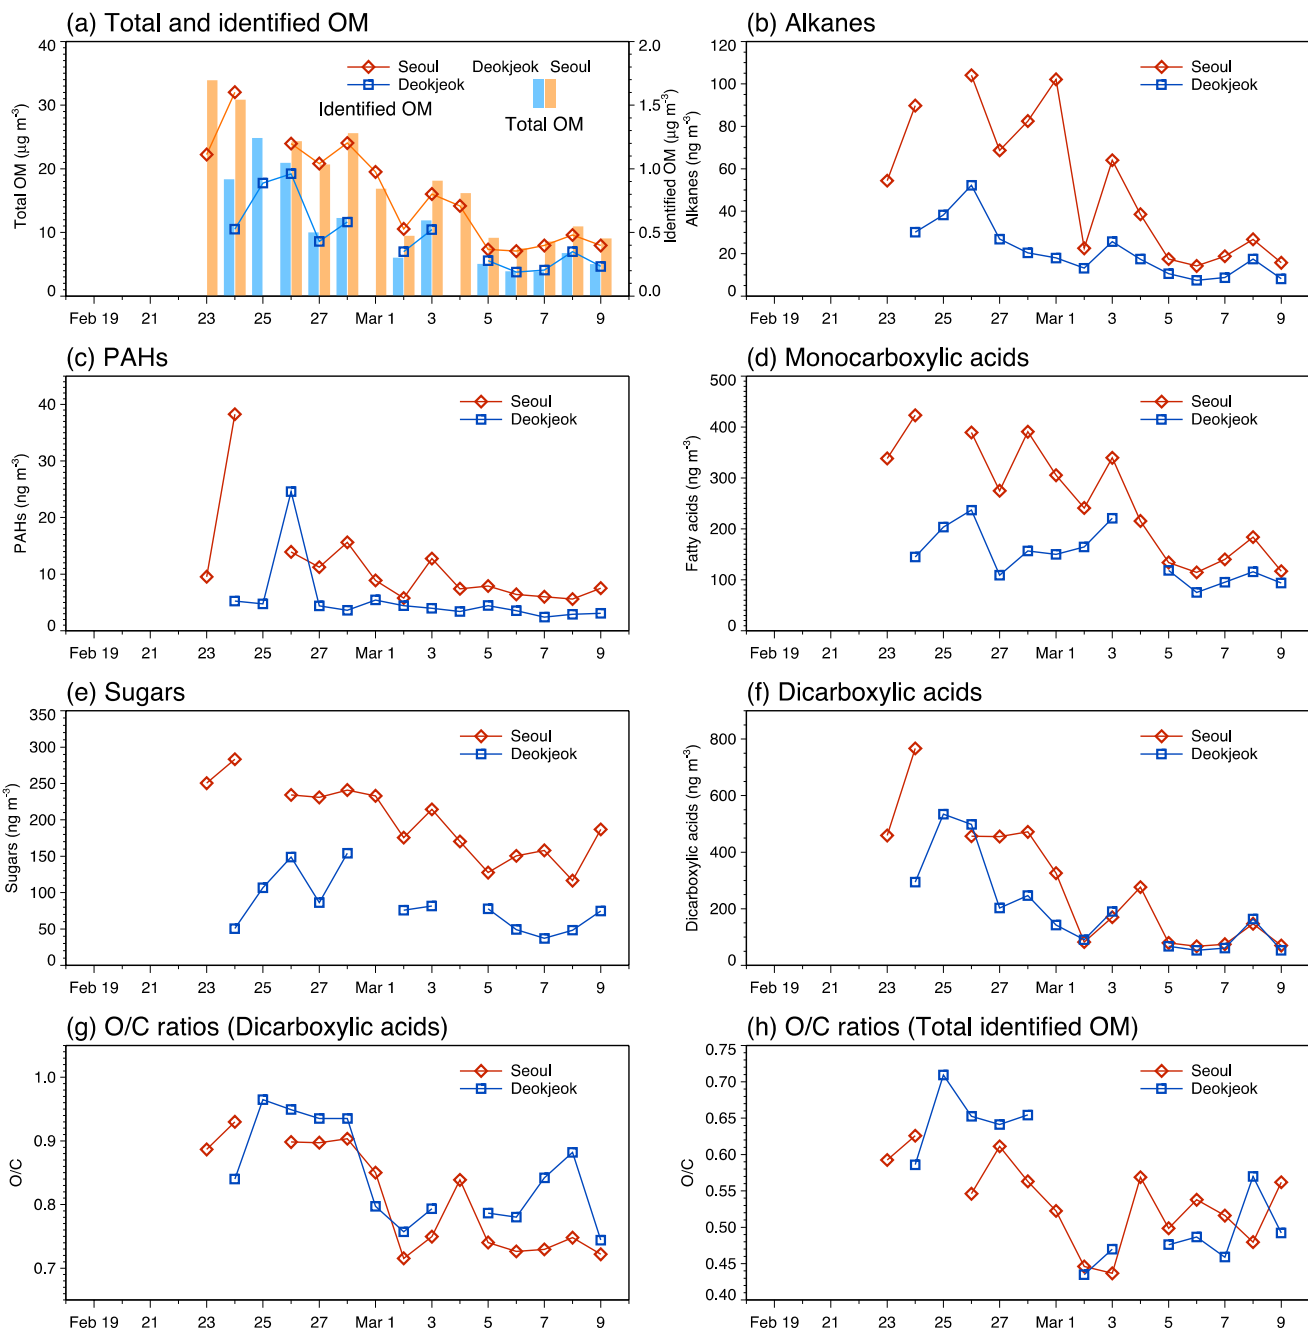 (a) Total and identified OM
40
30
20
10
0
Total OM (μg m-3)
2.0
1.5
1.0
0.5
0.0
Identified OM (μg m-3)
Seoul
Deokjeok
Identified OM
Deokjeok Seoul
Total OM
Feb 19 21 23 25 27 Mar 1 3 5 7 9
(b) Alkanes
120
100
80
60
40
20
0
Alkanes (ng m-3)
Seoul
Deokjeok
Feb 19 21 23 25 27 Mar 1 3 5 7 9
(c) PAHs
40
30
20
10
0
PAHs (ng m-3)
Seoul
Deokjeok
Feb 19 21 23 25 27 Mar 1 3 5 7 9
(d) Monocarboxylic acids
500
400
300
200
100
0
Fatty acids (ng m-3)
Seoul
Deokjeok
Feb 19 21 23 25 27 Mar 1 3 5 7 9
(e) Sugars
350
300
250
200
150
100
50
0
Sugars (ng m-3)
Seoul
Deokjeok
Feb 19 21 23 25 27 Mar 1 3 5 7 9
(f) Dicarboxylic acids
800
600
400
200
0
Dicarboxylic acids (ng m-3)
Seoul
Deokjeok
Feb 19 21 23 25 27 Mar 1 3 5 7 9
(g) O/C ratios (Dicarboxylic acids)
1.0
0.9
0.8
0.7
O/C
Seoul
Deokjeok
Feb 19 21 23 25 27 Mar 1 3 5 7 9
(h) O/C ratios (Total identified OM)
0.75
0.70
0.65
0.60
0.55
0.50
0.45
0.40
O/C
Seoul
Deokjeok
Feb 19 21 23 25 27 Mar 1 3 5 7 9